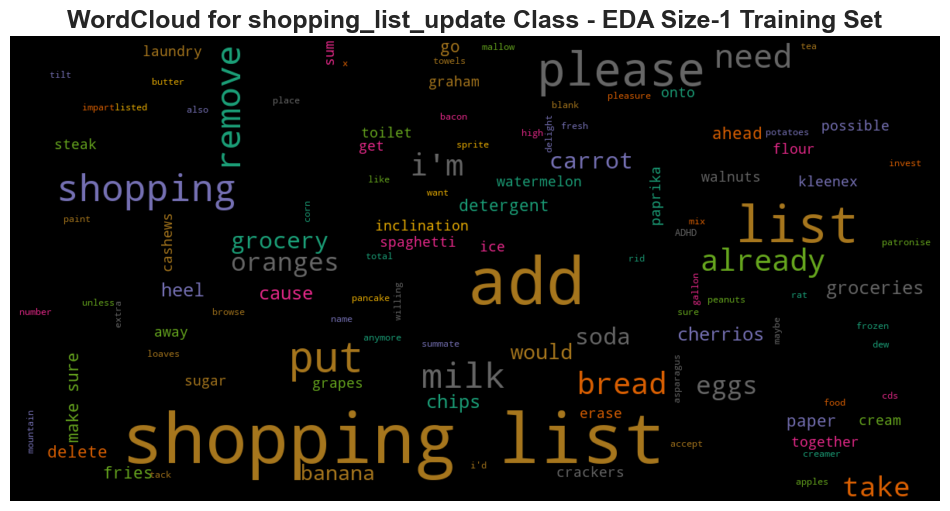 WordCloud for shopping_list_update Class - EDA Size-1 Training Set
laundry
sum
go
mallow
tea
towels
x
please
need
tilt
butter
remove
graham
onto
pleasure
impart
listed
also
place
blank
bacon
steak
toilet
get
high
delight
fresh
ahead
potatoes
possible
flour
i'm
carrot
like
sprite
watermelon
walnuts
kleenex
invest
shopping
want
paprika
detergent
paint
cashews
corn
inclination
spaghetti
ice
mix
ADHD
list
patronise
grocery
oranges
total
rid
already
add
heel
cause
pancake
willing
gallon
peanuts
groceries
rat
number
unless
extra
browse
name
sure
maybe
away
anymore
summate
soda
cherrios
frozen
dew
loaves
put
would
make sure
sugar
grapes
milk
bread
asparagus
eggs
cds
chips
food
erase
paper
cream
mountain
shopping list
together
accept
creamer
delete
fries
tack
banana
i'd
crackers
apples
take